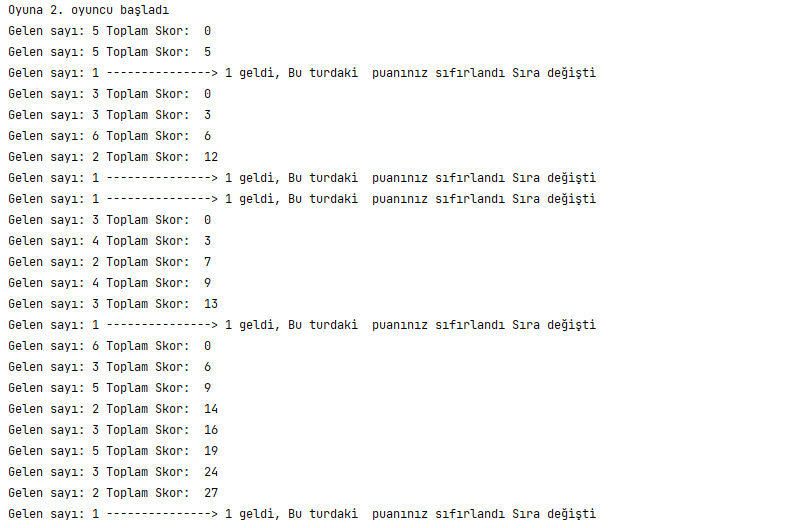 Oyuna 2. oyuncu başladı
Gelen sayı: 5 Toplam Skor:  0
Gelen sayı: 5 Toplam Skor:  5
Gelen sayı: 1 ---------------> 1 geldi, Bu turdaki  puanınız sıfırlandı Sıra değişti
Gelen sayı: 3 Toplam Skor:  0
Gelen sayı: 3 Toplam Skor:  3
Gelen sayı: 6 Toplam Skor:  6
Gelen sayı: 2 Toplam Skor:  12
Gelen sayı: 1 ---------------> 1 geldi, Bu turdaki  puanınız sıfırlandı Sıra değişti
Gelen sayı: 1 ---------------> 1 geldi, Bu turdaki  puanınız sıfırlandı Sıra değişti
Gelen sayı: 3 Toplam Skor:  0
Gelen sayı: 4 Toplam Skor:  3
Gelen sayı: 2 Toplam Skor:  7
Gelen sayı: 4 Toplam Skor:  9
Gelen sayı: 3 Toplam Skor:  13
Gelen sayı: 1 ---------------> 1 geldi, Bu turdaki  puanınız sıfırlandı Sıra değişti
Gelen sayı: 6 Toplam Skor:  0
Gelen sayı: 3 Toplam Skor:  6
Gelen sayı: 5 Toplam Skor:  9
Gelen sayı: 2 Toplam Skor:  14
Gelen sayı: 3 Toplam Skor:  16
Gelen sayı: 5 Toplam Skor:  19
Gelen sayı: 3 Toplam Skor:  24
Gelen sayı: 2 Toplam Skor:  27
Gelen sayı: 1 ---------------> 1 geldi, Bu turdaki  puanınız sıfırlandı Sıra değişti